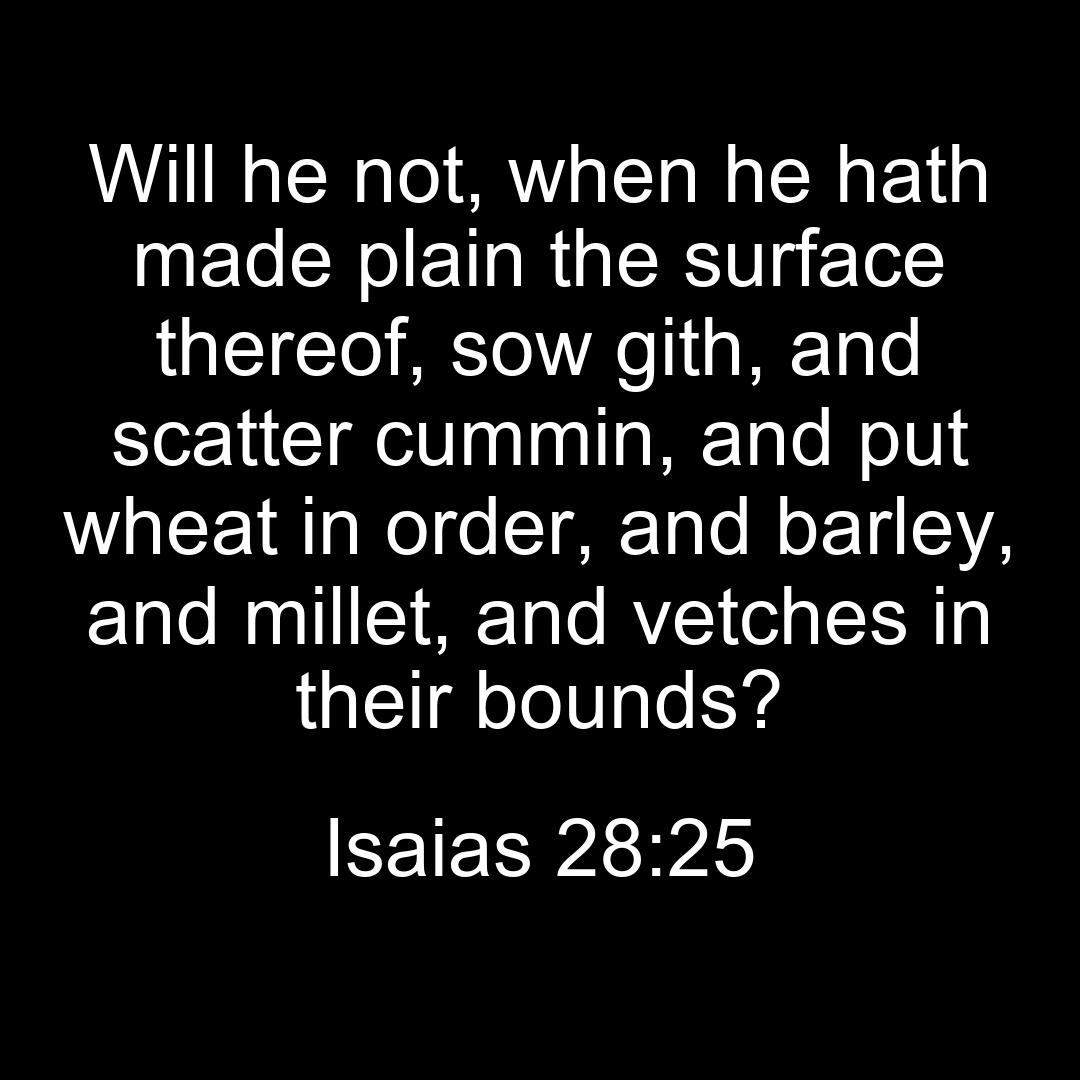 Will he not, when he hath
made plain the surface
thereof, sow gith, and
scatter cummin, and put
wheat in order, and barley,
and millet, and vetches in
their bounds?
Isaias 28:25